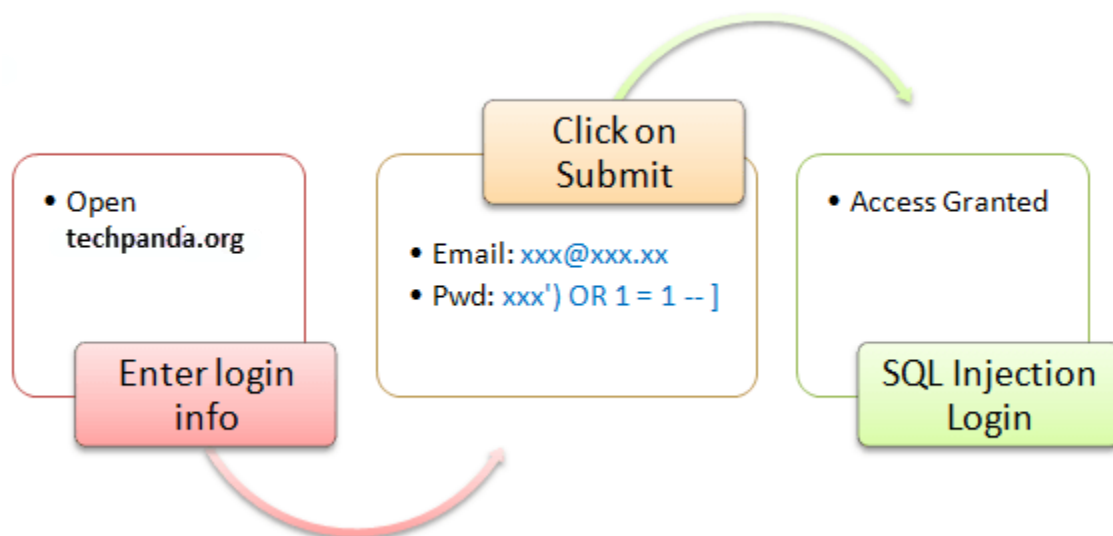 • Open
techpanda.org
Enter login
info
Click on
Submit
• Email: xxx@xxx.xx
• Pwd: xxx') OR 1 = 1 -- ]
• Access Granted
SQL Injection
Login